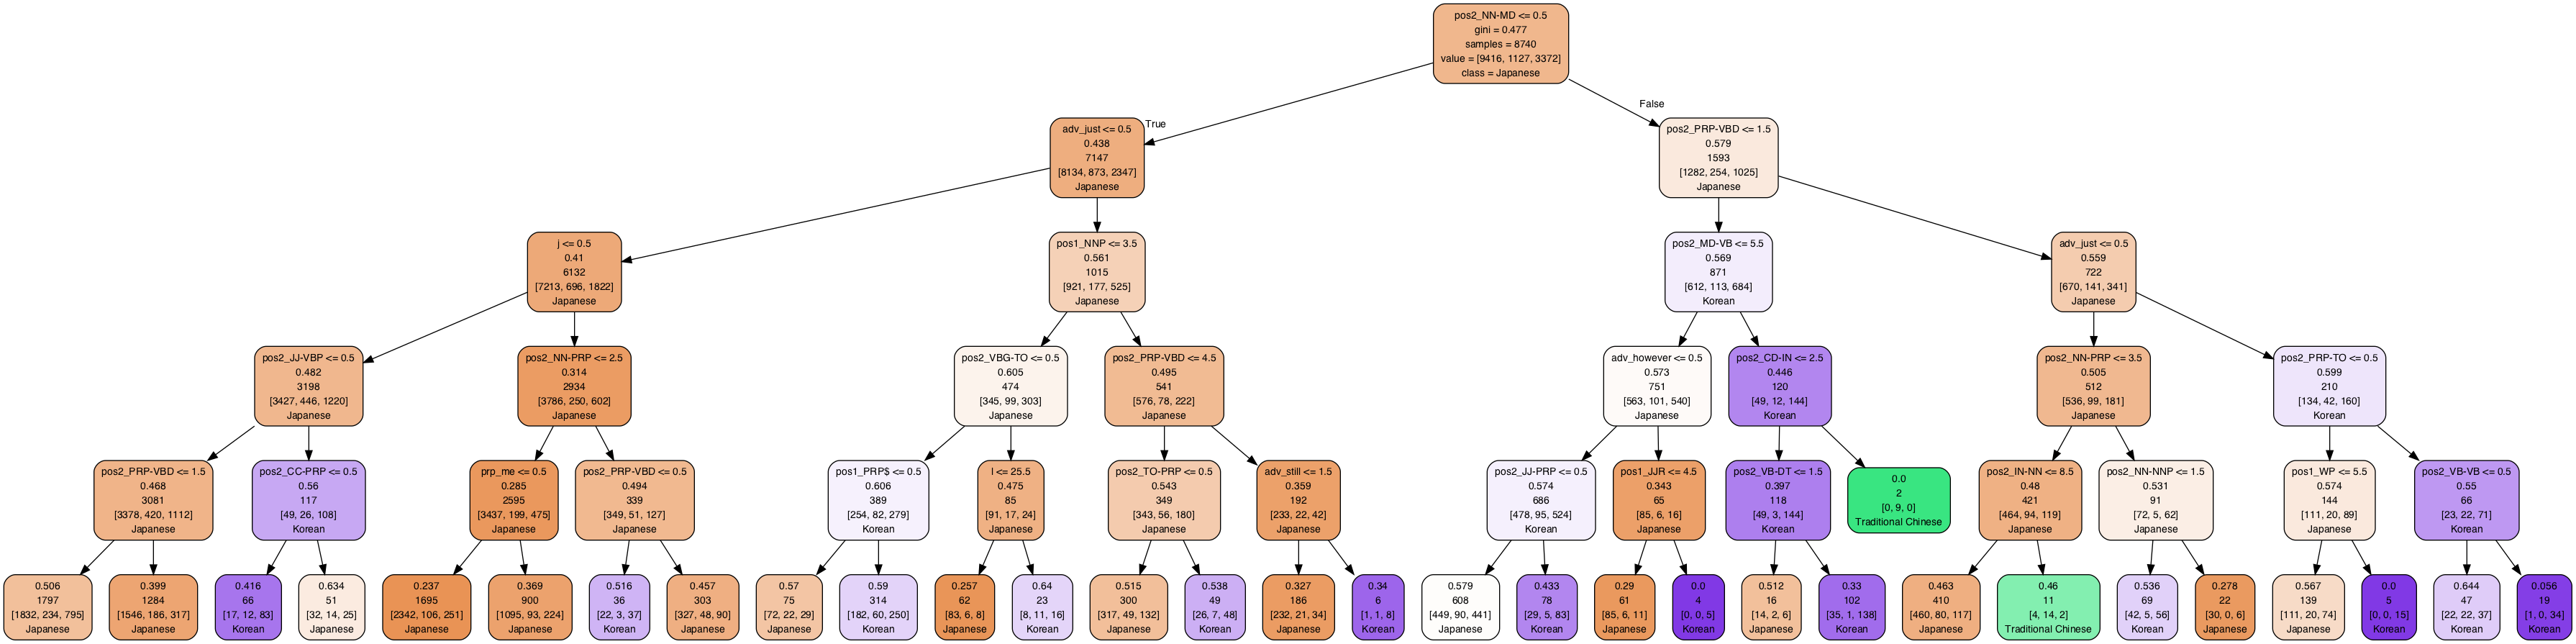 pos2_NN-MD <= 0.5
gini = 0.477
samples = 8740
value = [9416, 1127, 3372]
class = Japanese
True
False
adv_just <= 0.5
0.438
7147
[8134, 873, 2347]
Japanese
pos2_PRP-VBD <= 1.5
0.579
1593
[1282, 254, 1025]
Japanese
j <= 0.5
0.41
6132
[7213, 696, 1822]
Japanese
pos1_NNP <= 3.5
0.561
1015
[921, 177, 525]
Japanese
pos2_MD-VB <= 5.5
0.569
871
[612, 113, 684]
Korean
adv_just <= 0.5
0.559
722
[670, 141, 341]
Japanese
pos2_JJ-VBP <= 0.5
0.482
3198
[3427, 446, 1220]
Japanese
pos2_NN-PRP <= 2.5
0.314
2934
[3786, 250, 602]
Japanese
pos2_VBG-TO <= 0.5
0.605
474
[345, 99, 303]
Japanese
pos2_PRP-VBD <= 4.5
0.495
541
[576, 78, 222]
Japanese
adv_however <= 0.5
0.573
751
[563, 101, 540]
Japanese
pos2_CD-IN <= 2.5
0.446
120
[49, 12, 144]
Korean
pos2_NN-PRP <= 3.5
0.505
512
[536, 99, 181]
Japanese
pos2_PRP-TO <= 0.5
0.599
210
[134, 42, 160]
Korean
pos2_PRP-VBD <= 1.5
0.468
3081
[3378, 420, 1112]
Japanese
pos2_CC-PRP <= 0.5
0.56
117
[49, 26, 108]
Korean
prp_me <= 0.5
0.285
2595
[3437, 199, 475]
Japanese
pos2_PRP-VBD <= 0.5
0.494
339
[349, 51, 127]
Japanese
pos1_PRP$ <= 0.5
0.606
389
[254, 82, 279]
Korean
l <= 25.5
0.475
85
[91, 17, 24]
Japanese
pos2_TO-PRP <= 0.5
0.543
349
[343, 56, 180]
Japanese
adv_still <= 1.5
0.359
192
[233, 22, 42]
Japanese
pos2_JJ-PRP <= 0.5
0.574
686
[478, 95, 524]
Korean
pos1_JJR <= 4.5
0.343
65
[85, 6, 16]
Japanese
pos2_VB-DT <= 1.5
0.397
118
[49, 3, 144]
Korean
0.0
2
[0, 9, 0]
Traditional Chinese
pos2_IN-NN <= 8.5
0.48
421
[464, 94, 119]
Japanese
pos2_NN-NNP <= 1.5
0.531
91
[72, 5, 62]
Japanese
pos1_WP <= 5.5
0.574
144
[111, 20, 89]
Japanese
pos2_VB-VB <= 0.5
0.55
66
[23, 22, 71]
Korean
0.506
1797
[1832, 234, 795]
Japanese
0.399
1284
[1546, 186, 317]
Japanese
0.416
66
[17, 12, 83]
Korean
0.634
51
[32, 14, 25]
Japanese
0.237
1695
[2342, 106, 251]
Japanese
0.369
900
[1095, 93, 224]
Japanese
0.516
36
[22, 3, 37]
Korean
0.457
303
[327, 48, 90]
Japanese
0.57
75
[72, 22, 29]
Japanese
0.59
314
[182, 60, 250]
Korean
0.257
62
[83, 6, 8]
Japanese
0.64
23
[8, 11, 16]
Korean
0.515
300
[317, 49, 132]
Japanese
0.538
49
[26, 7, 48]
Korean
0.327
186
[232, 21, 34]
Japanese
0.34
6
[1, 1, 8]
Korean
0.579
608
[449, 90, 441]
Japanese
0.433
78
[29, 5, 83]
Korean
0.29
61
[85, 6, 11]
Japanese
0.0
4
[0, 0, 5]
Korean
0.512
16
[14, 2, 6]
Japanese
0.33
102
[35, 1, 138]
Korean
0.463
410
[460, 80, 117]
Japanese
0.46
11
[4, 14, 2]
Traditional Chinese
0.536
69
[42, 5, 56]
Korean
0.278
22
[30, 0, 6]
Japanese
0.567
139
[111, 20, 74]
Japanese
0.0
5
[0, 0, 15]
Korean
0.644
47
[22, 22, 37]
Korean
0.056
19
[1, 0, 34]
Korean